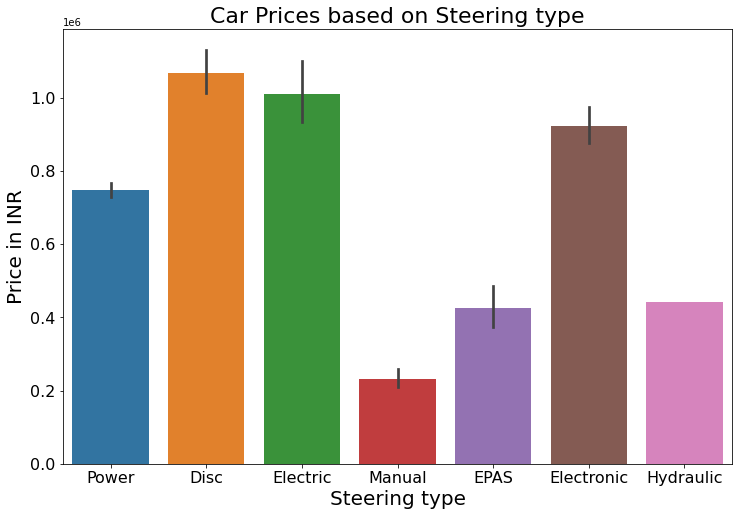 Car Prices based on Steering type
1e6
1.0
0.8
0.6
0.4
0.2
0.0
Price in INR
Power Disc Electric Manual EPAS Electronic Hydraulic
Steering type